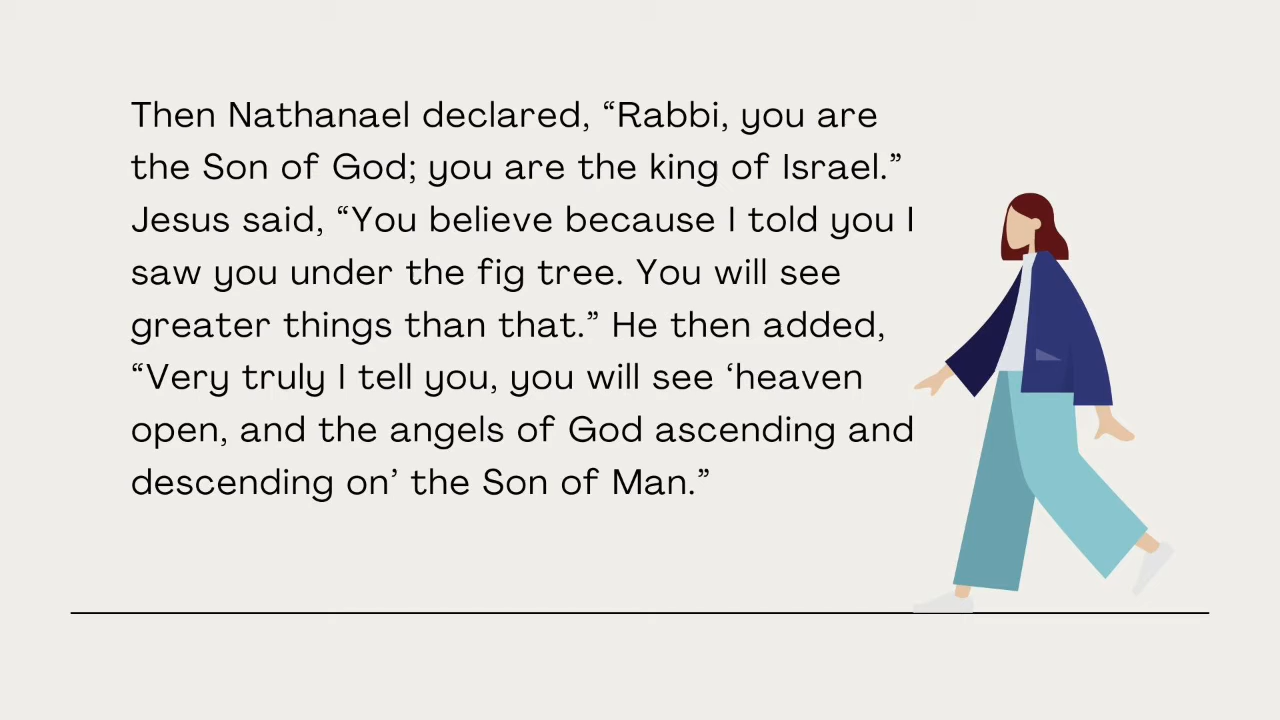 Then Nathanael declared, “Rabbi, you are
the Son of God; you are the king of Israel.”
Jesus said, “You believe because I told you I
saw you under the fig tree. You will see
greater things than that.” He then added,
“Very truly I tell you, you will see ‘heaven
open, and the angels of God ascending and
descending on’ the Son of Man.”